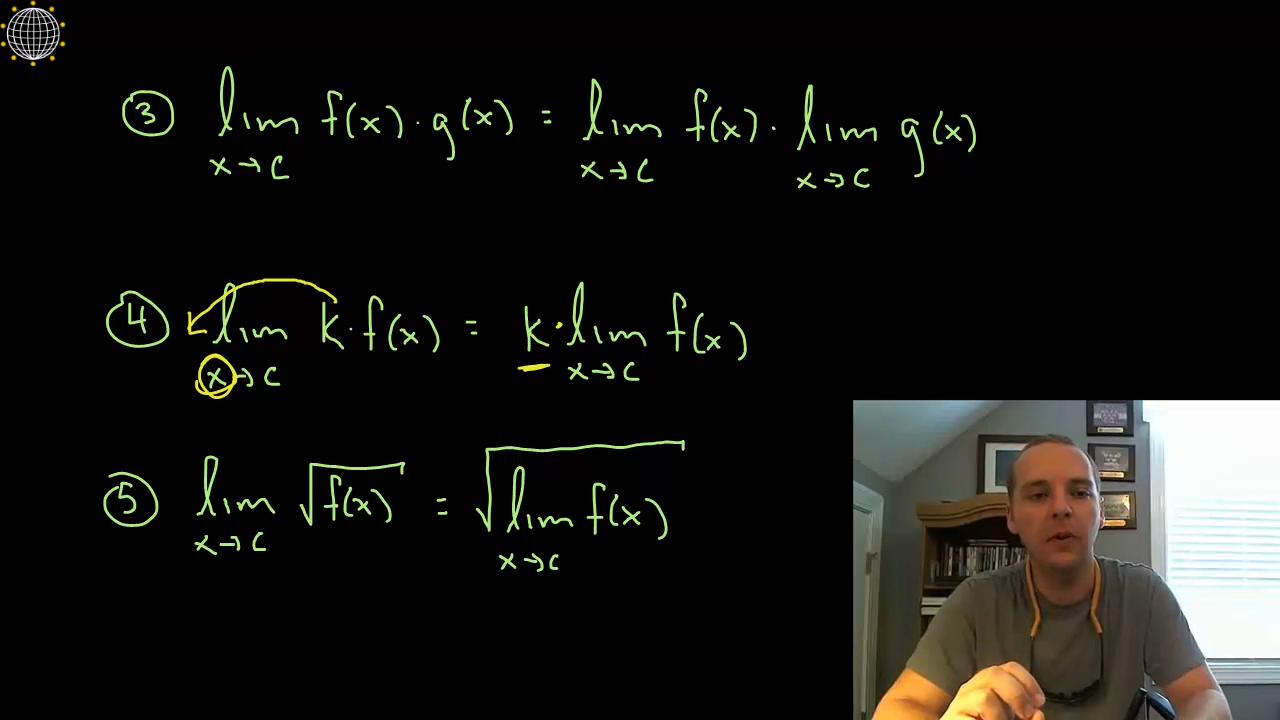 ③ lim x→c f(x)·g(x) = lim x→c f(x)· lim x→c g(x)
④ lim x→c k·f(x) = k·lim x→c f(x)
⑤ lim x→c √f(x) = √lim x→c f(x)